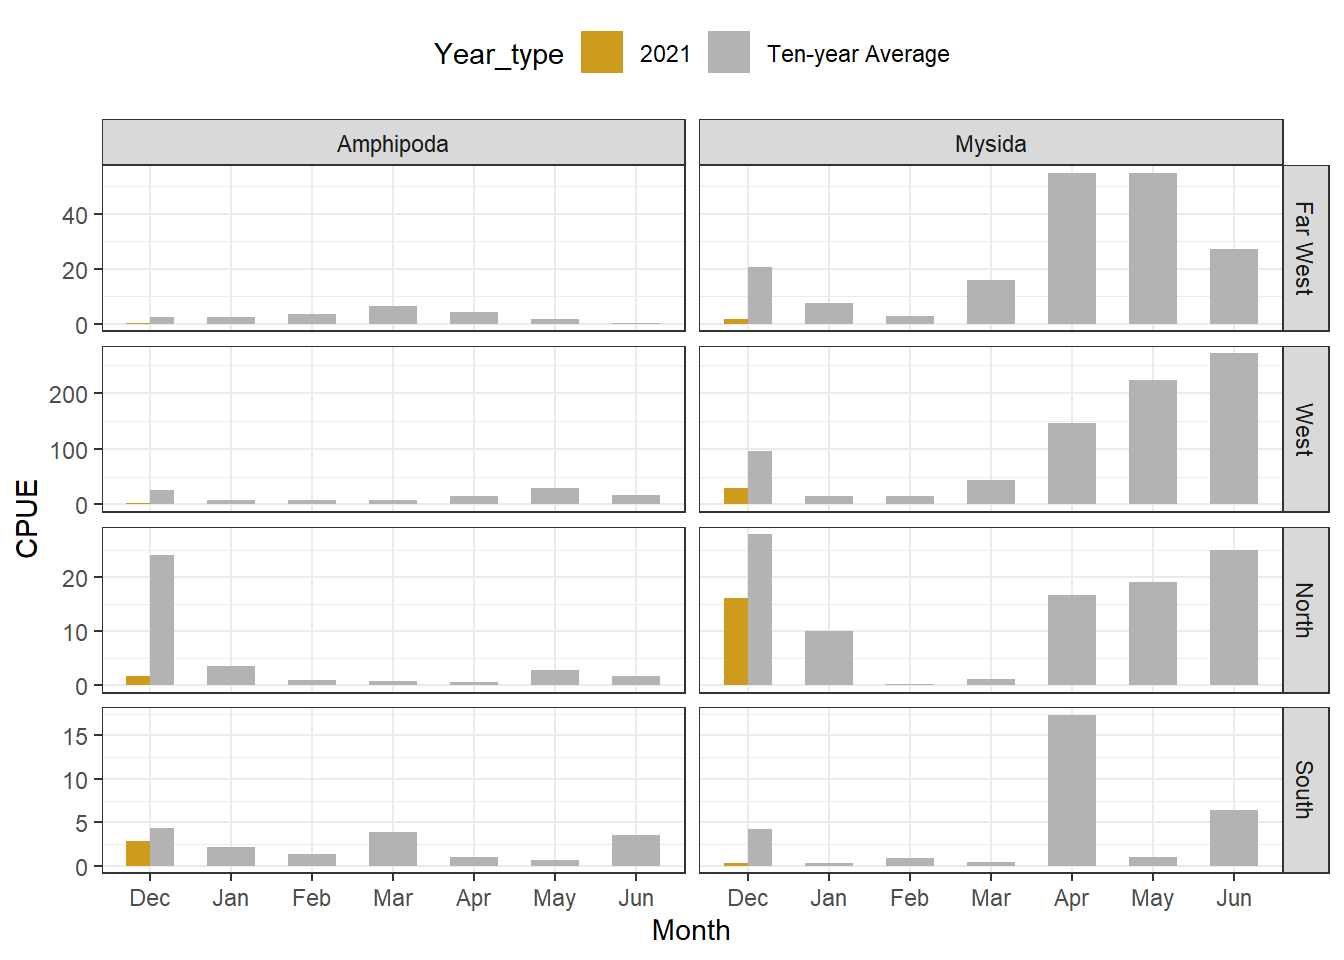 Year_type 2021 Ten-year Average
Amphipoda Mysida
40
20
0
Far West
200
100
0
West
20
10
0
North
15
10
5
0
South
CPUE
Dec Jan Feb Mar Apr May Jun Dec Jan Feb Mar Apr May Jun
Month